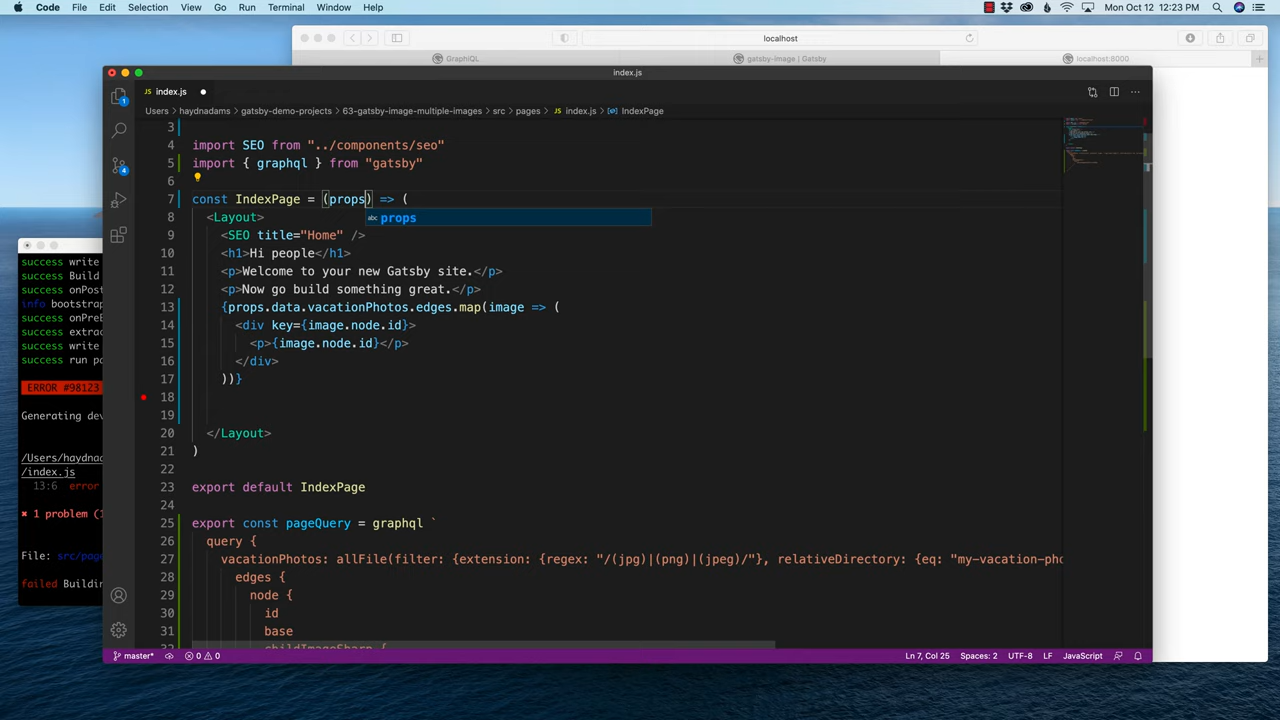 Code File Edit Selection View Go Run Terminal Window Help Mon Oct 12 12:23 PM
localhost
GraphiQL gatsby-image | Gatsby localhost:8000
index.js
index.js
Users › haydnadams › gatsby-demo-projects › 63-gatsby-image-multiple-images › src › pages › index.js › IndexPage
3
4 import SEO from "../components/seo"
5 import { graphql } from "gatsby"
6
7 const IndexPage = (props) => (
abc props
8 <Layout>
9 <SEO title="Home" />
10 <h1>Hi people</h1>
11 <p>Welcome to your new Gatsby site.</p>
12 <p>Now go build something great.</p>
13 {props.data.vacationPhotos.edges.map(image => (
14 <div key={image.node.id}>
15 <p>{image.node.id}</p>
16 </div>
17 ))}
18
19
20 </Layout>
21 )
22
23 export default IndexPage
24
25 export const pageQuery = graphql `
26 query {
27 vacationPhotos: allFile(filter: {extension: {regex: "/(jpg)|(png)|(jpeg)/"}, relativeDirectory: {eq: "my-vacation-pho
28 edges {
29 node {
30 id
31 base
32 childImageSharp {
success write
success Build
success onPost
info bootstrap
success onPreE
success extrac
success write
success run pa
ERROR #98123
Generating dev
/Users/haydnada
/index.js
13:6 error
✖ 1 problem (1
File: src/page
failed Buildin
1
4
master* 0 0 Ln 7, Col 25 Spaces: 2 UTF-8 LF JavaScript